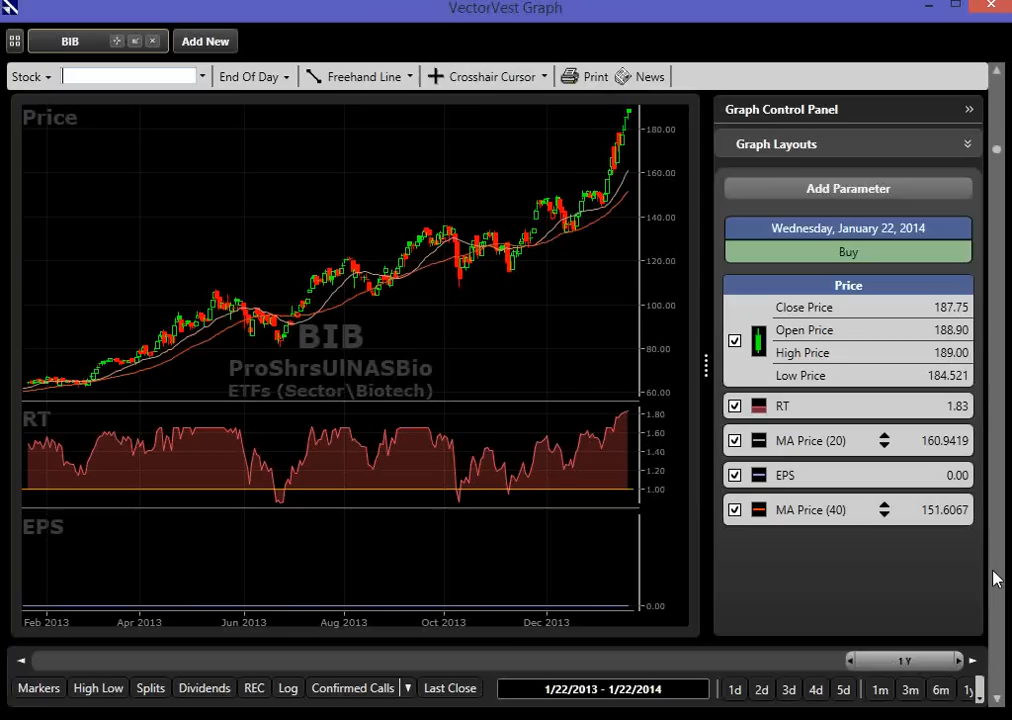 VectorVest Graph
BIB
Add New
Stock
End Of Day
Freehand Line
Crosshair Cursor
Print
News
Price
180.00
160.00
140.00
120.00
100.00
80.00
60.00
BIB
ProShrsUlNASBio
ETFs (Sector\Biotech)
RT
1.80
1.60
1.40
1.20
1.00
EPS
0.00
Feb 2013
Apr 2013
Jun 2013
Aug 2013
Oct 2013
Dec 2013
Graph Control Panel
Graph Layouts
Add Parameter
Wednesday, January 22, 2014
Buy
Price
Close Price 187.75
Open Price 188.90
High Price 189.00
Low Price 184.521
RT 1.83
MA Price (20) 160.9419
EPS 0.00
MA Price (40) 151.6067
1 Y
Markers
High Low
Splits
Dividends
REC
Log
Confirmed Calls
Last Close
1/22/2013 - 1/22/2014
1d
2d
3d
4d
5d
1m
3m
6m